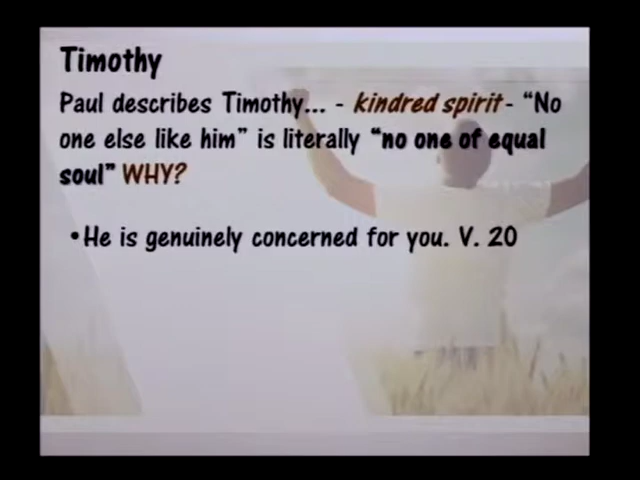 Timothy
Paul describes Timothy... - kindred spirit - “No
one else like him” is literally “no one of equal
soul” WHY?
•He is genuinely concerned for you. V. 20